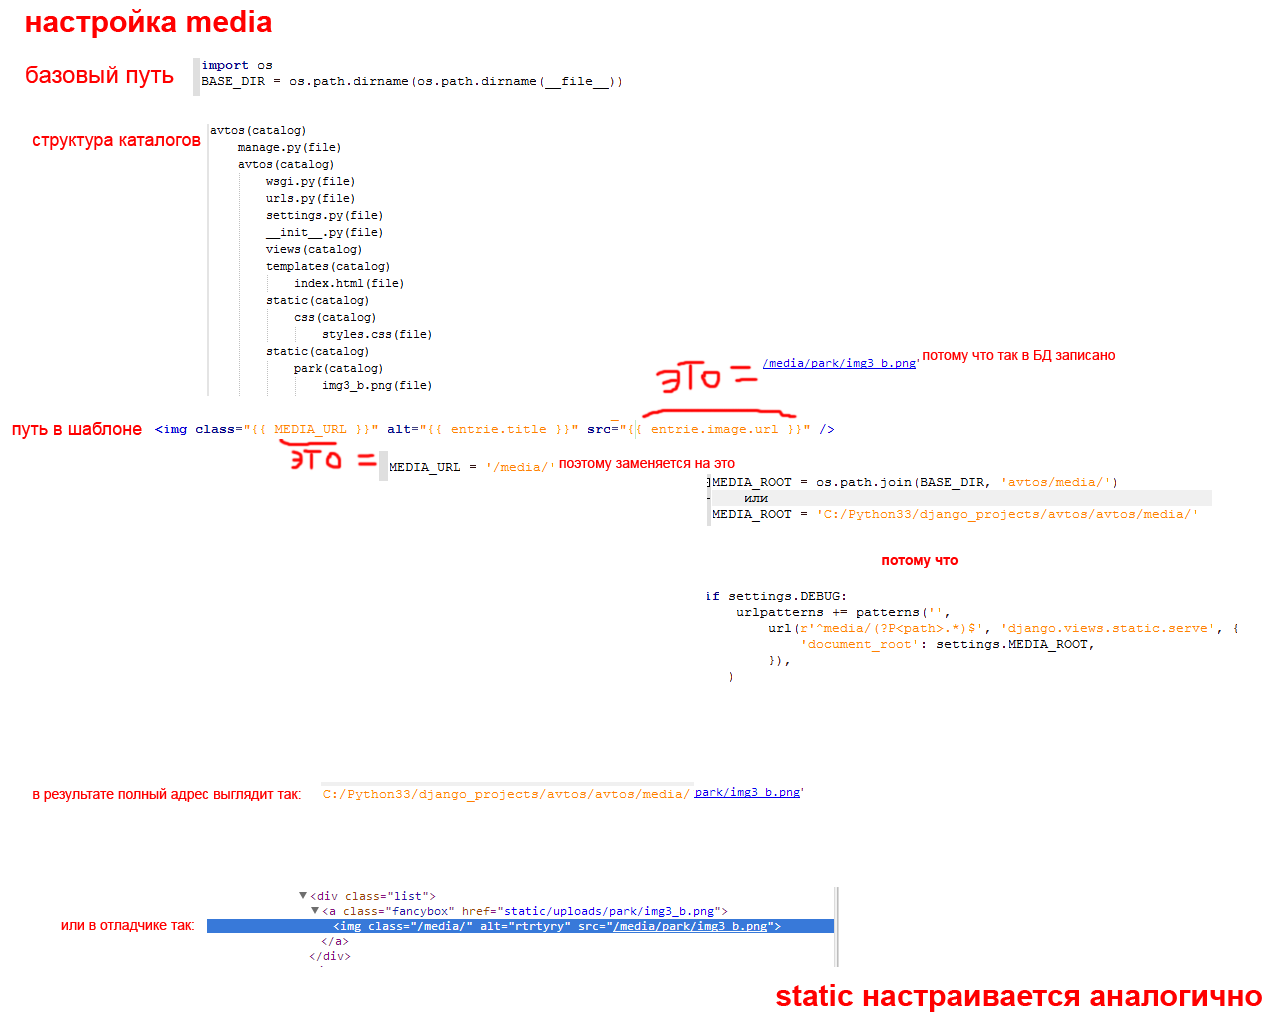 настройка media
базовый путь
import os
BASE_DIR = os.path.dirname(os.path.dirname(__file__))
структура каталогов
avtos(catalog)
manage.py(file)
avtos(catalog)
wsgi.py(file)
urls.py(file)
settings.py(file)
__init__.py(file)
views(catalog)
templates(catalog)
index.html(file)
static(catalog)
css(catalog)
styles.css(file)
static(catalog)
park(catalog)
img3_b.png(file)
это = /media/park/img3_b.png' потому что так в БД записано
путь в шаблоне <img class="{{ MEDIA_URL }}" alt="{{ entrie.title }}" src="{{ entrie.image.url }}" />
это = MEDIA_URL = '/media/' поэтому заменяется на это
MEDIA_ROOT = os.path.join(BASE_DIR, 'avtos/media/')
или
MEDIA_ROOT = 'C:/Python33/django_projects/avtos/avtos/media/'
потому что
if settings.DEBUG:
urlpatterns += patterns('',
url(r'^media/(?P<path>.*)$', 'django.views.static.serve', {
'document_root': settings.MEDIA_ROOT,
}),
)
в результате полный адрес выглядит так: C:/Python33/django_projects/avtos/avtos/media/ park/img3_b.png'
<div class="list">
<a class="fancybox" href="static/uploads/park/img3_b.png">
или в отладчике так: <img class="/media/" alt="rtrtyry" src="/media/park/img3_b.png">
</a>
</div>
static настраивается аналогично